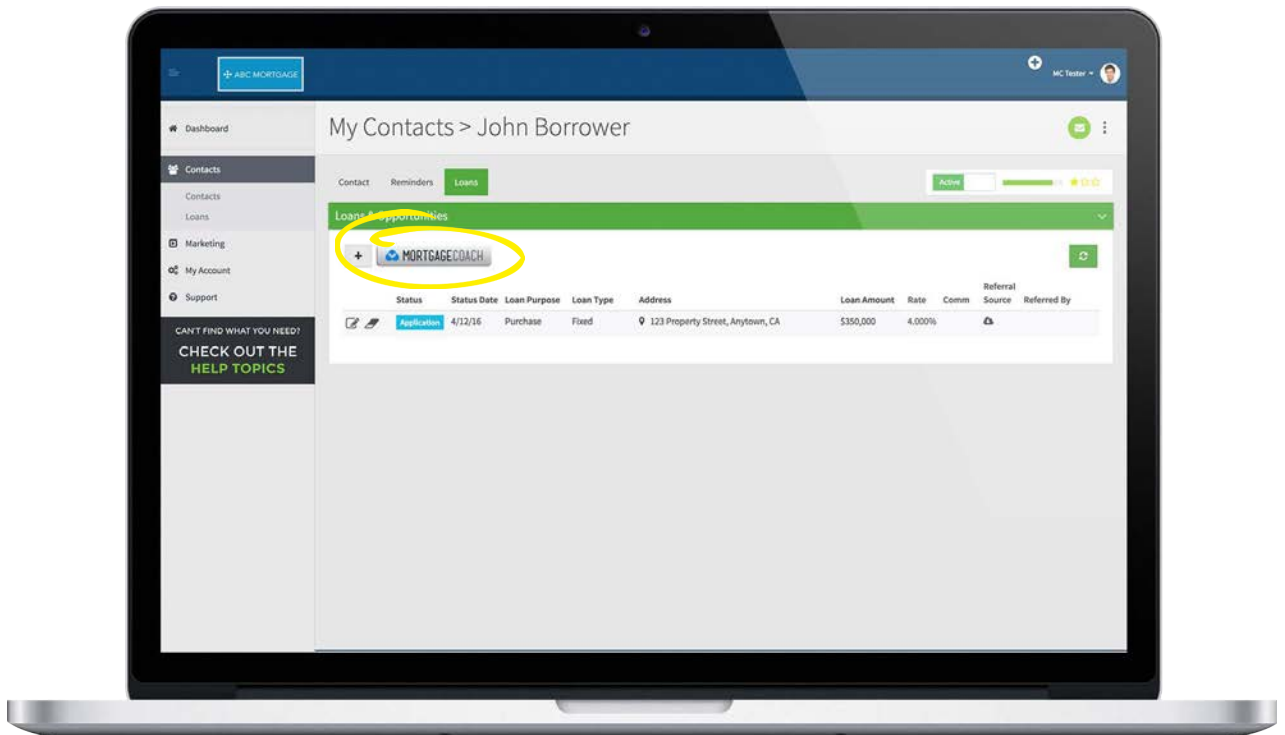 ABC MORTGAGE
MC Tester
Dashboard
My Contacts > John Borrower
Contacts
Contacts
Loans
Marketing
My Account
Support
CAN'T FIND WHAT YOU NEED?
CHECK OUT THE
HELP TOPICS
Contact Reminders Loans
Active
Loans & Opportunities
+ MORTGAGECOACH
Status Status Date Loan Purpose Loan Type Address Loan Amount Rate Comm Referral Source Referred By
Application 4/12/16 Purchase Fixed 123 Property Street, Anytown, CA $350,000 4.000%